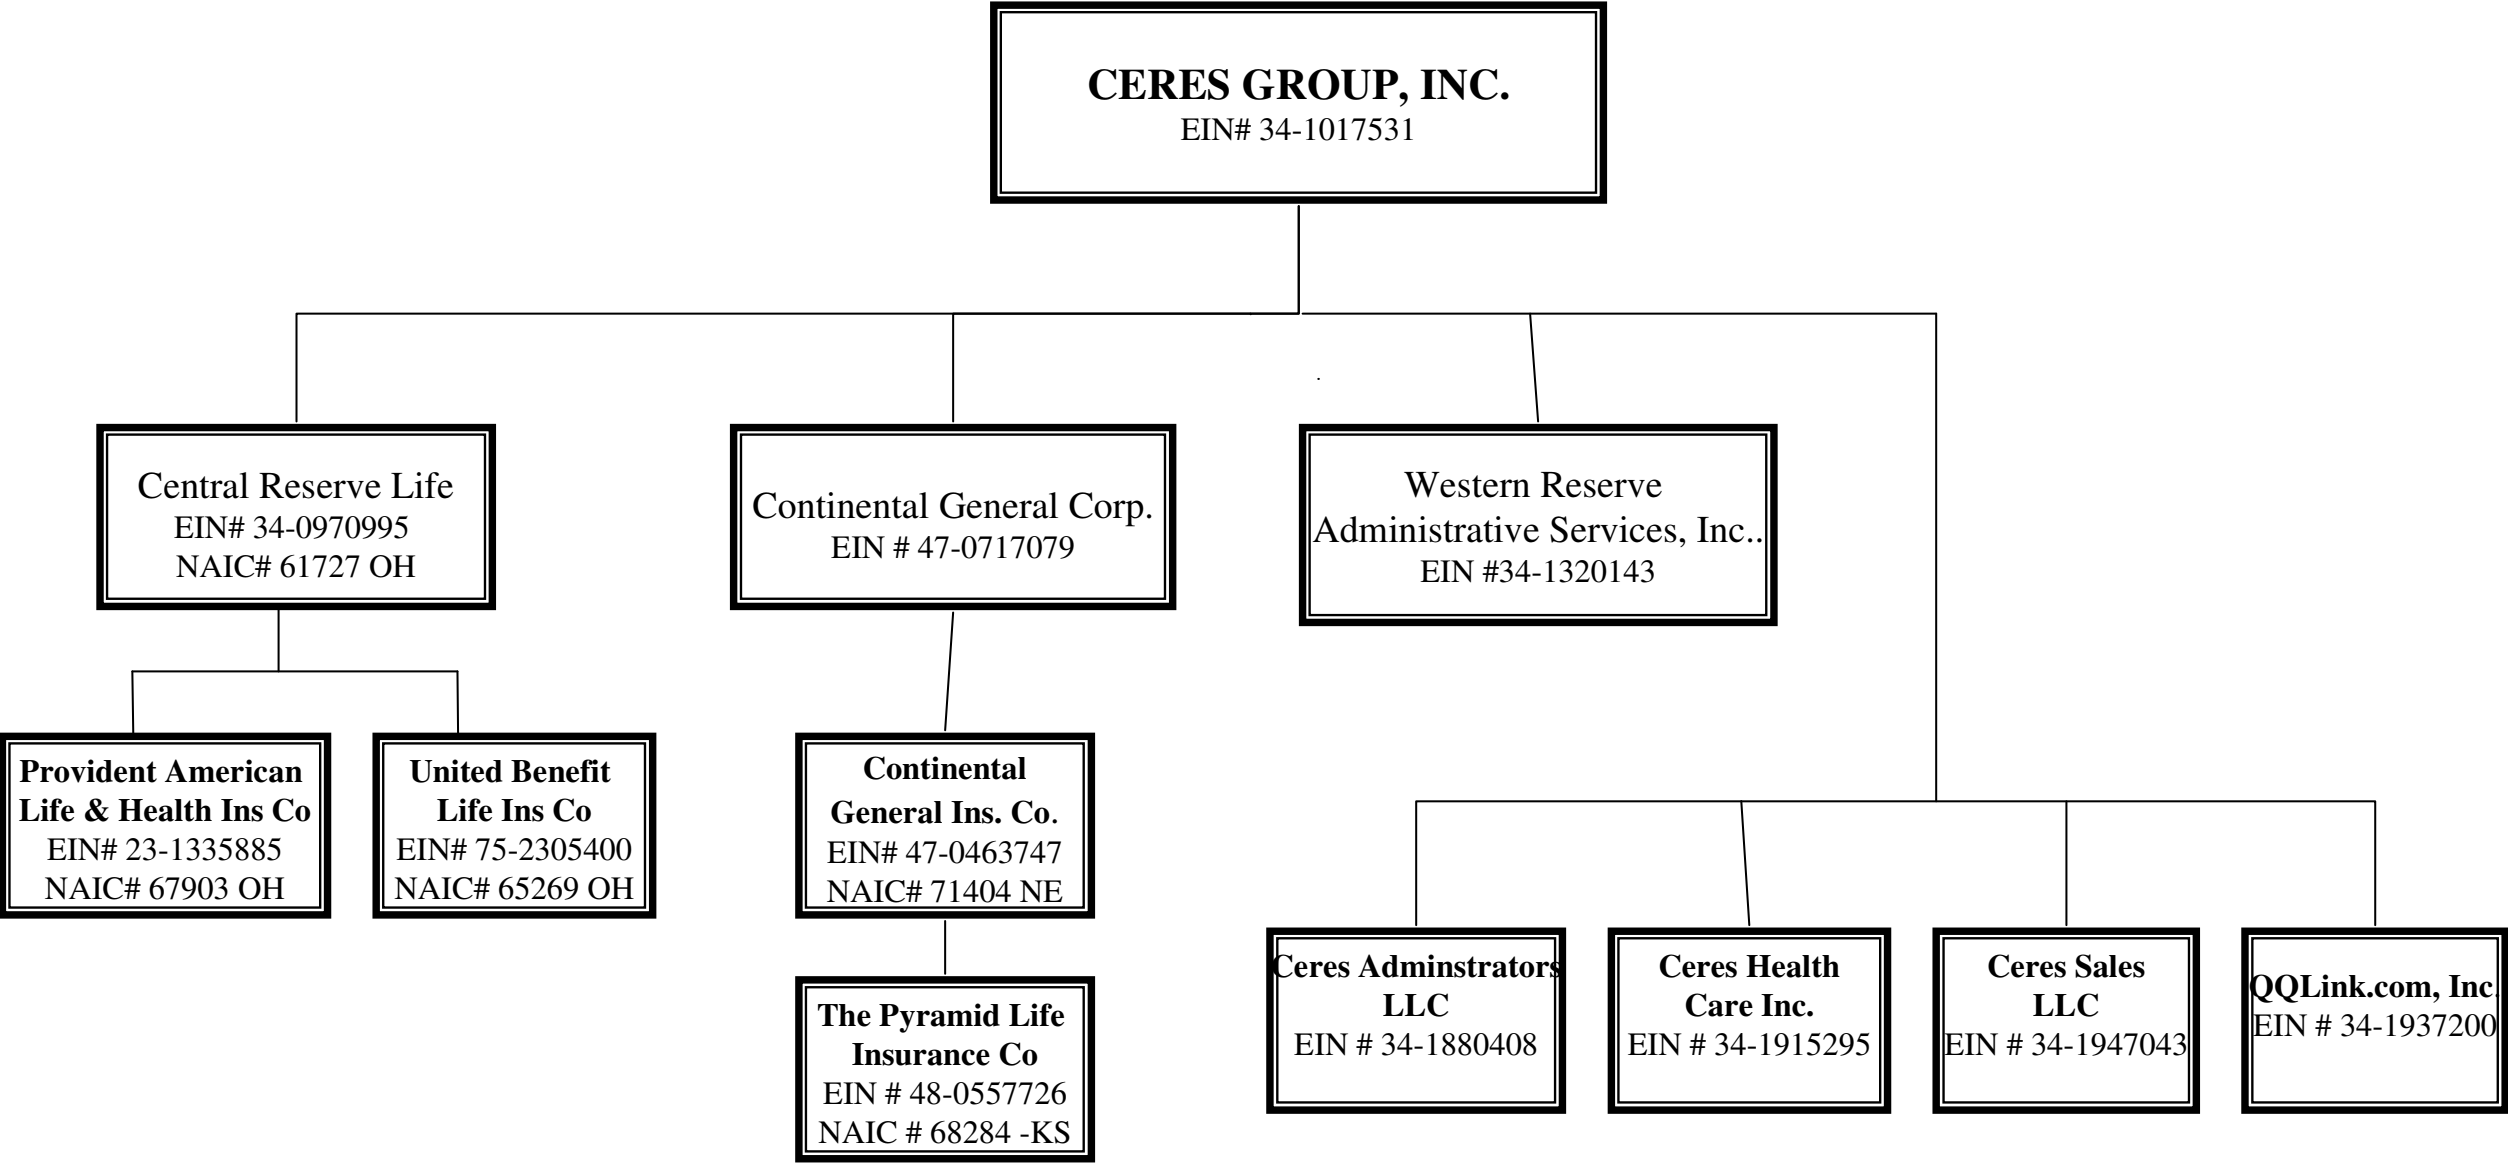 CERES GROUP, INC.
EIN# 34-1017531
Central Reserve Life
EIN# 34-0970995
NAIC# 61727 OH
Continental General Corp.
EIN # 47-0717079
Western Reserve
Administrative Services, Inc..
EIN #34-1320143
Provident American
Life & Health Ins Co
EIN# 23-1335885
NAIC# 67903 OH
United Benefit
Life Ins Co
EIN# 75-2305400
NAIC# 65269 OH
Continental
General Ins. Co.
EIN# 47-0463747
NAIC# 71404 NE
The Pyramid Life
Insurance Co
EIN # 48-0557726
NAIC # 68284 -KS
Ceres Adminstrators
LLC
EIN # 34-1880408
Ceres Health
Care Inc.
EIN # 34-1915295
Ceres Sales
LLC
EIN # 34-1947043
QQLink.com, Inc.
EIN # 34-1937200